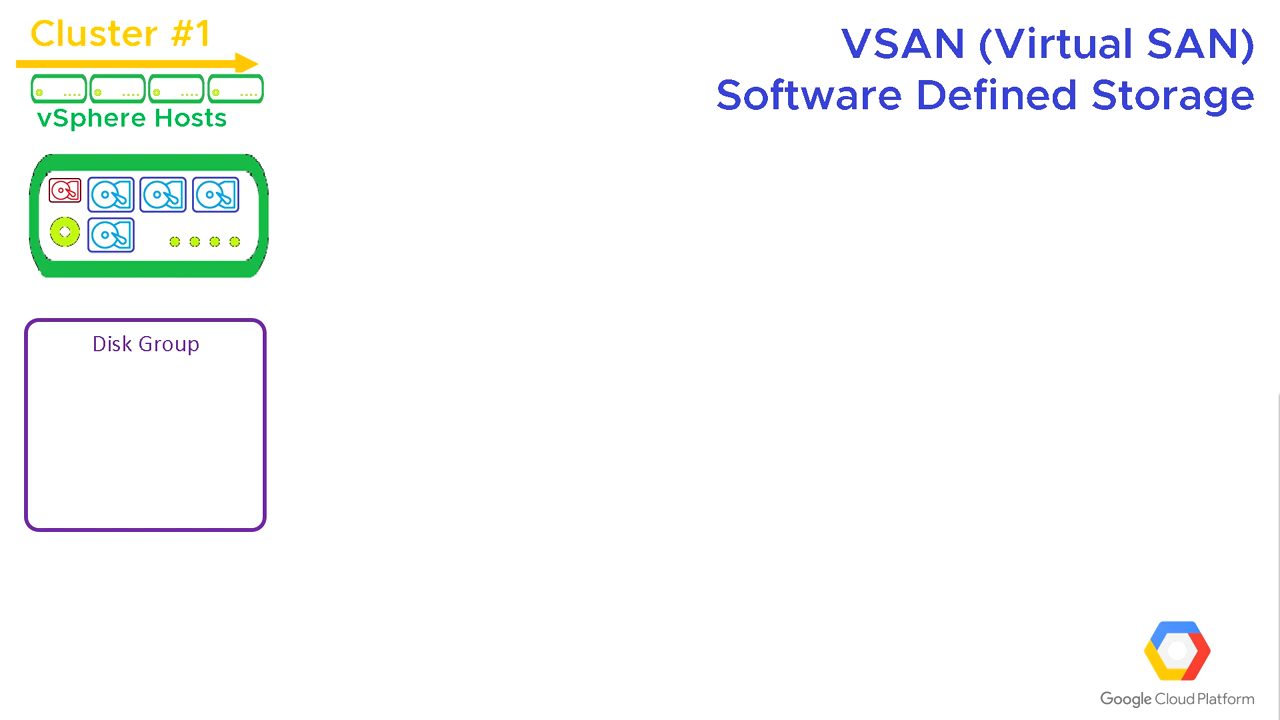 Cluster #1
VSAN (Virtual SAN)
Software Defined Storage
vSphere Hosts
Disk Group
Google Cloud Platform